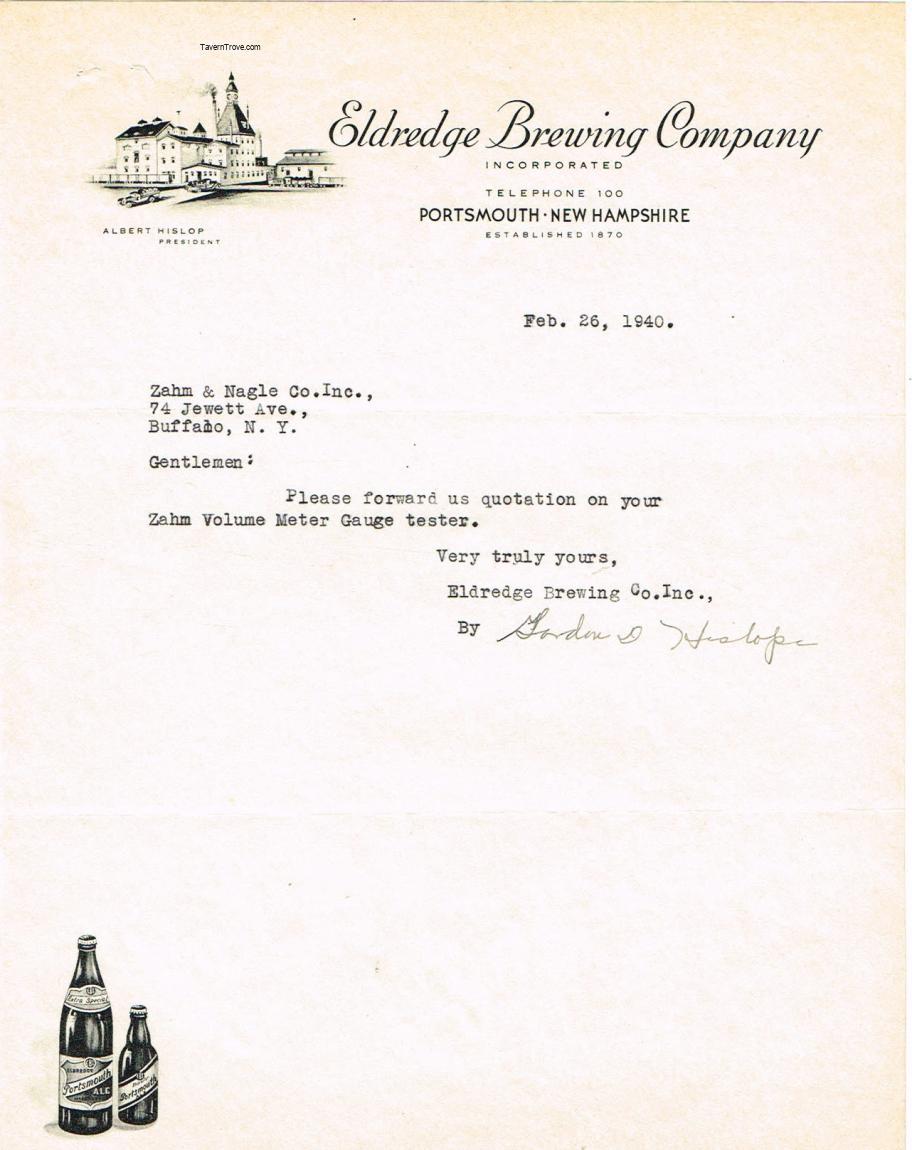 TavernTrove.com
Eldredge Brewing Company
INCORPORATED
TELEPHONE 100
PORTSMOUTH · NEW HAMPSHIRE
ESTABLISHED 1870
ALBERT HISLOP
PRESIDENT
Feb. 26, 1940.
Zahm & Nagle Co.Inc.,
74 Jewett Ave.,
Buffalo, N. Y.
Gentlemen:
Please forward us quotation on your
Zahm Volume Meter Gauge tester.
Very truly yours,
Eldredge Brewing Co.Inc.,
By Gordon D Hislop
Extra Special
ELDREDGE
Portsmouth
ALE
Portsmouth